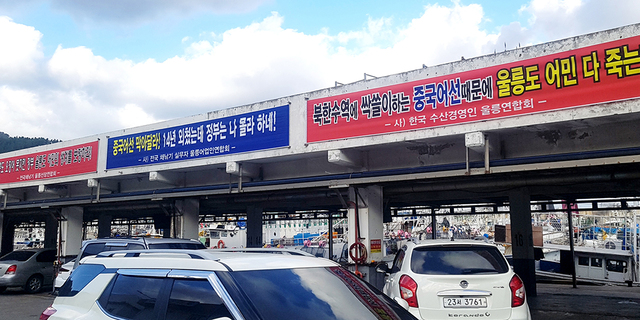 중국어선 막아달라! 14년 외쳤는데 정부는 나 몰라 하네!
- 사) 전국 채낚기 실무자 울릉어업인연합회 -
북한수역에 싹쓸이하는 중국어선때문에 울릉도 어민 다 죽는
- 사) 한국 수산경영인 울릉연합회 -
23서 3761
Korando C